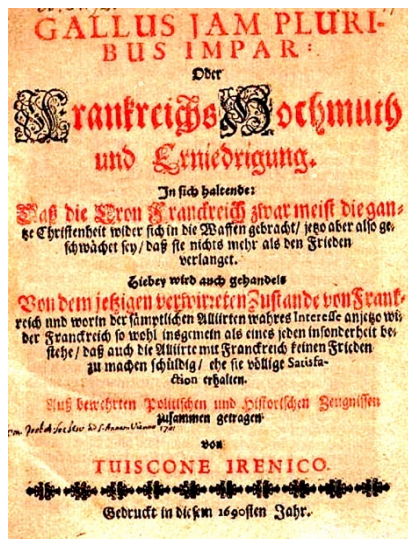 GALLUS JAM PLURI-
BUS IMPAR:
Oder
Frankreichs Hochmuth
und Erniedrigung.
In sich haltende:
Daß die Cron Franckreich zwar meist die gan-
tze Christenheit wider sich in die Waffen gebracht/ jetzo aber also ge-
schwächet sey/ daß sie nichts mehr als den Frieden
verlanget.
Hiebey wird auch gehandelt
Von dem jetzigen verwirreten Zustande von Frank-
reich und worin der sämptlichen Alliirten wahres Interesse anjetzo wi-
der Franckreich so wohl insgemein als eines jeden insonderheit be-
stehe/ daß auch die Alliirte mit Franckreich keinen Frieden
zu machen schüldig/ ehe sie völlige Satisfa-
ction erhalten.
Auß bewehrten Politischen und Historischen Zeugnissen
zusammen getragen
von
TUISCONE IRENICO.
Gedruckt in diesem 1690sten Jahr.